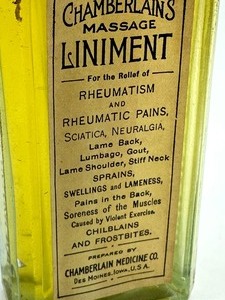 CHAMBERLAIN'S
MASSAGE
LINIMENT
For the Relief of
RHEUMATISM
AND
RHEUMATIC PAINS,
SCIATICA, NEURALGIA,
Lame Back,
Lumbago, Gout,
Lame Shoulder, Stiff Neck
SPRAINS,
SWELLINGS and LAMENESS,
Pains in the Back,
Soreness of the Muscles
Caused by Violent Exercise.
CHILBLAINS
AND FROSTBITES.
PREPARED BY
CHAMBERLAIN MEDICINE CO.
DES MOINES, IOWA, U.S.A.